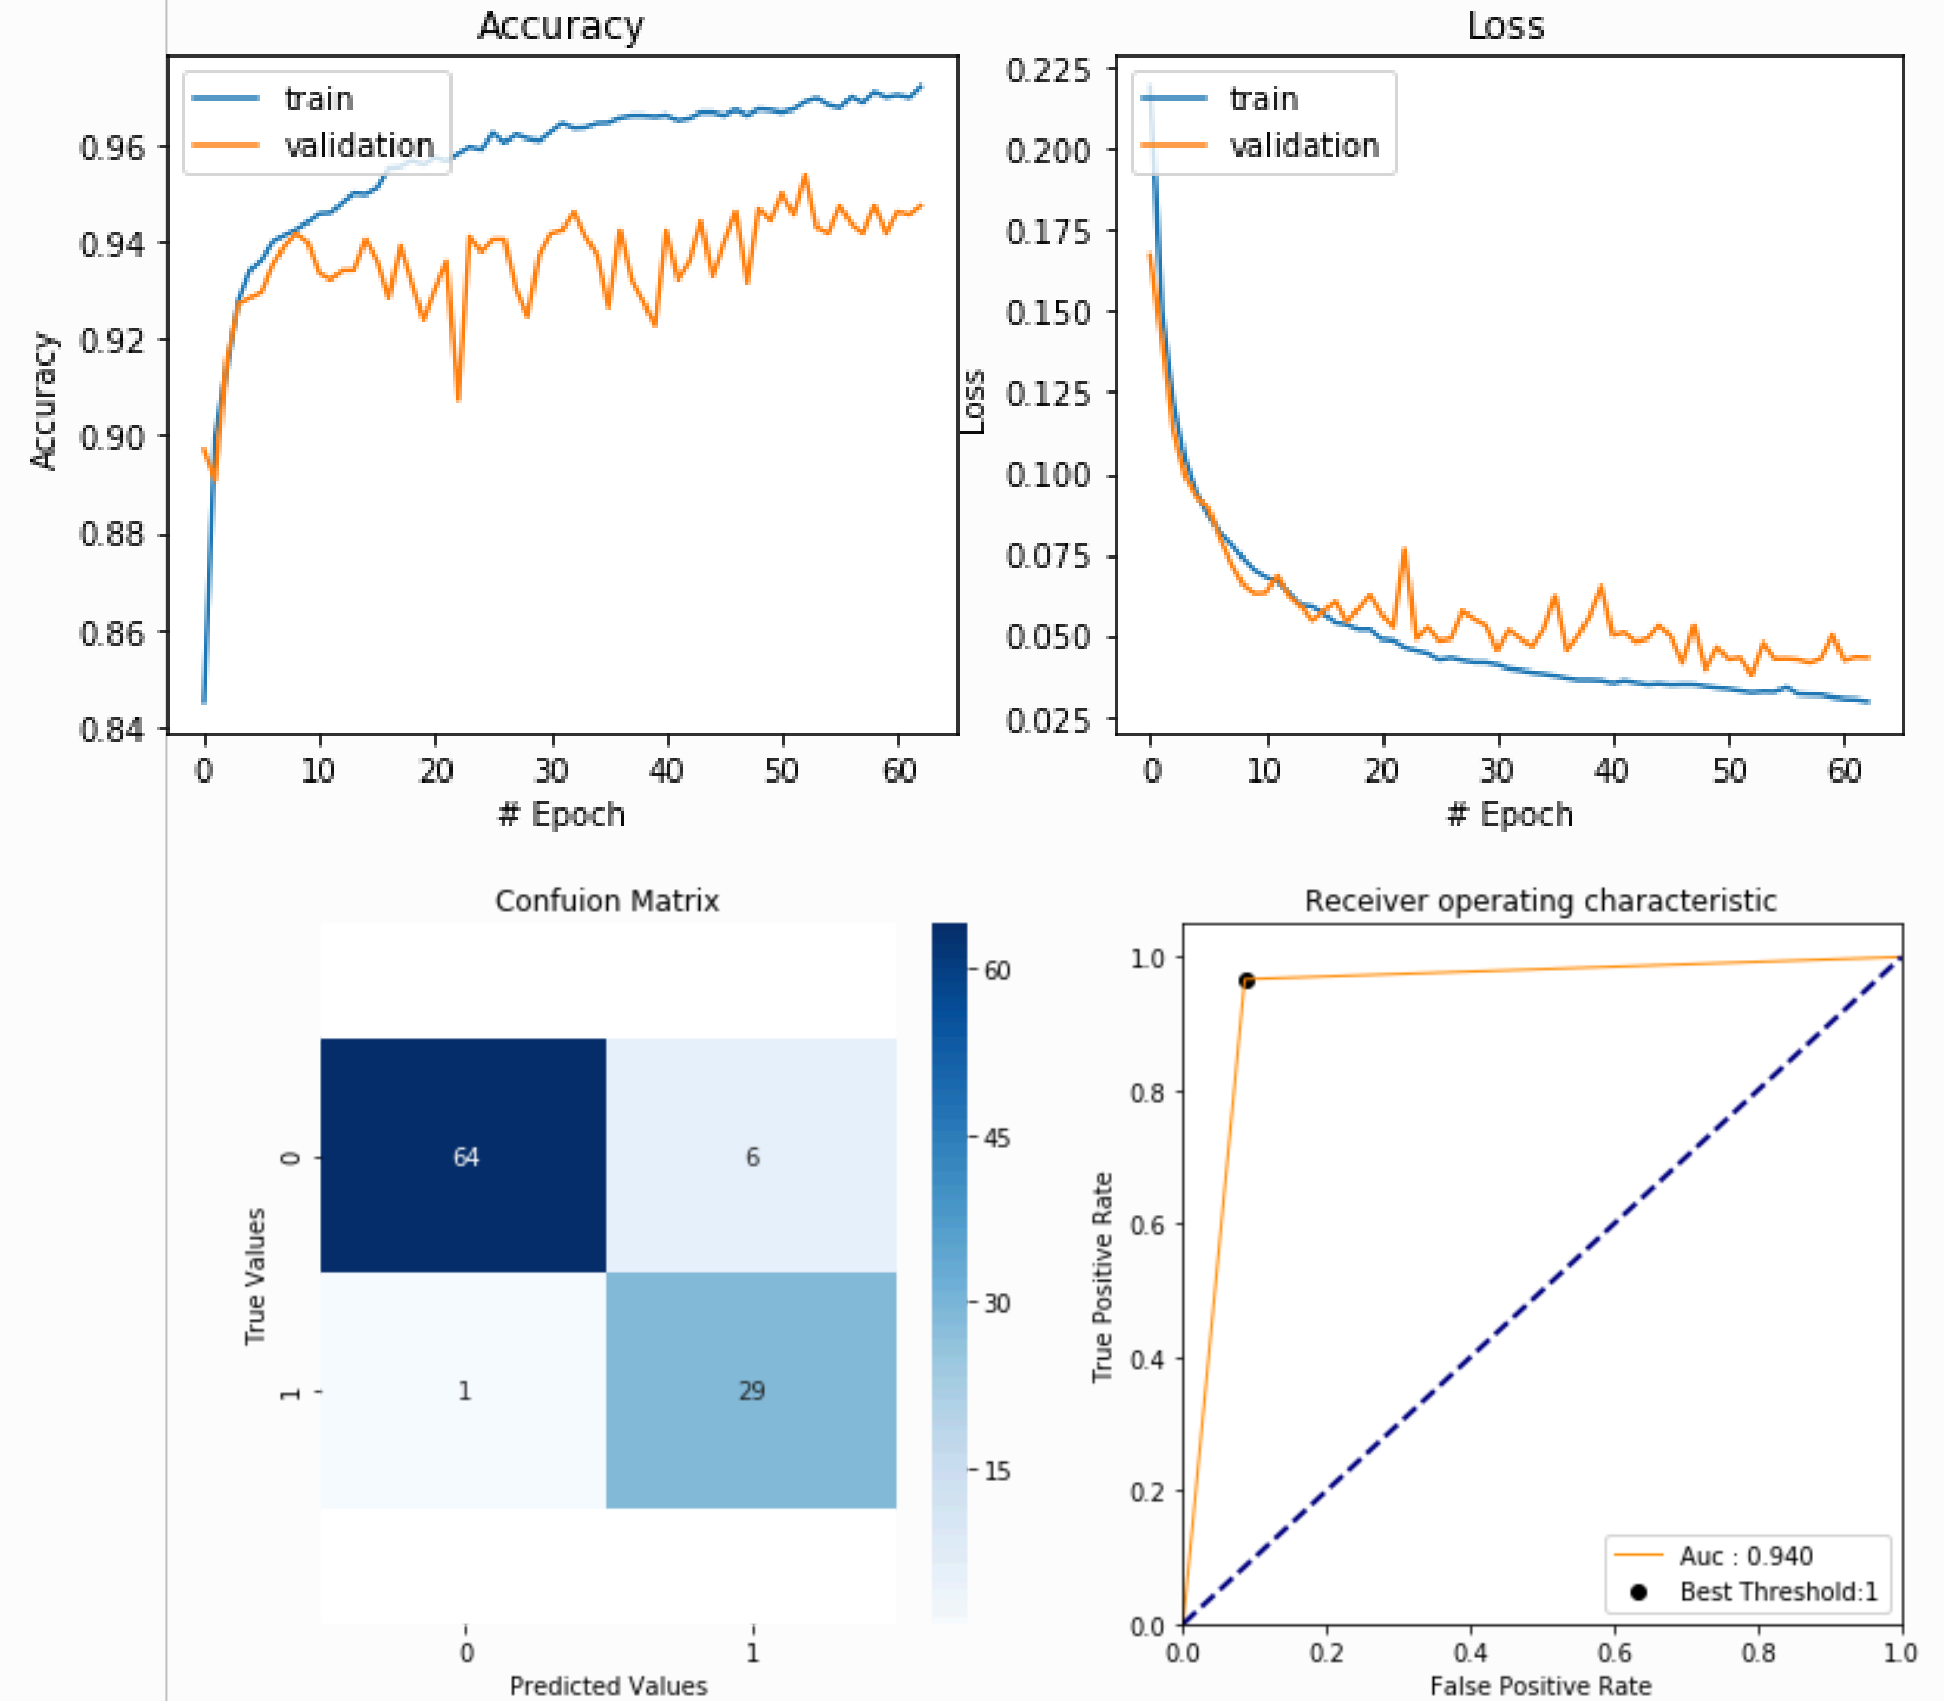 Accuracy
train
validation
0.96
0.94
0.92
0.90
0.88
0.86
0.84
Accuracy
0 10 20 30 40 50 60
# Epoch
Loss
train
validation
0.225
0.200
0.175
0.150
0.125
0.100
0.075
0.050
0.025
Loss
0 10 20 30 40 50 60
# Epoch
Confuion Matrix
64 6
1 29
0
1
True Values
0 1
Predicted Values
60
45
30
15
Receiver operating characteristic
1.0
0.8
0.6
0.4
0.2
0.0
True Positive Rate
Auc : 0.940
Best Threshold:1
0.0 0.2 0.4 0.6 0.8 1.0
False Positive Rate